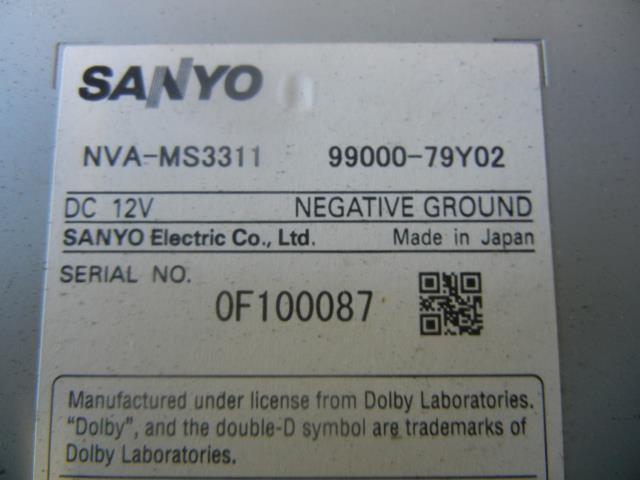 SANYO
NVA-MS3311 99000-79Y02
DC 12V NEGATIVE GROUND
SANYO Electric Co., Ltd. Made in Japan
SERIAL NO.
0F100087
Manufactured under license from Dolby Laboratories.
“Dolby”, and the double-D symbol are trademarks of
Dolby Laboratories.